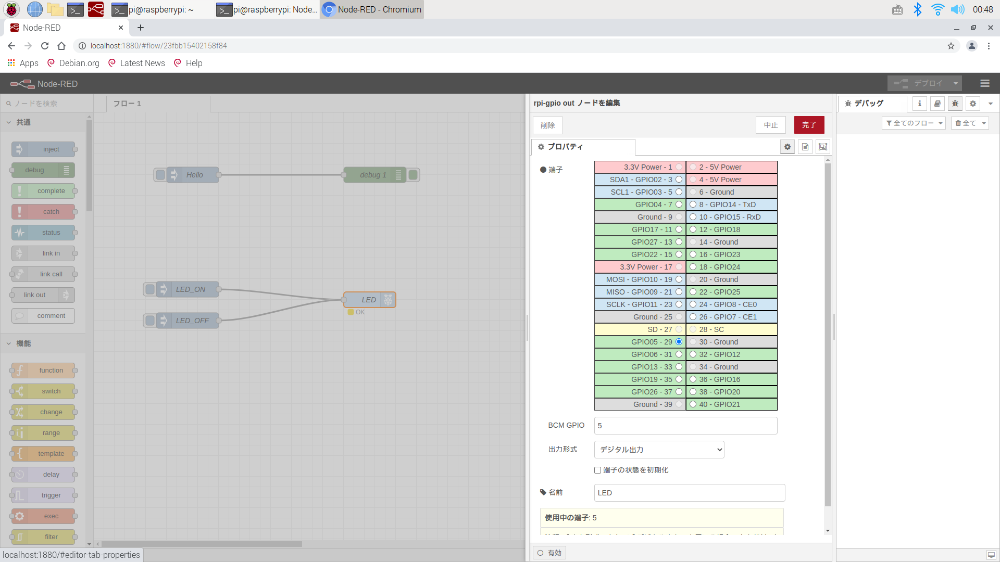 pi@raspberrypi: ~
pi@raspberrypi: Node...
Node-RED - Chromium
00:48
Node-RED
localhost:1880/#flow/23fbb15402158f84
Apps
Debian.org
Latest News
Help
Node-RED
デプロイ
ノードを検索
フロー 1
共通
inject
debug
complete
catch
status
link in
link call
link out
comment
機能
function
switch
change
range
template
delay
trigger
exec
filter
Hello
debug 1
LED_ON
LED_OFF
LED
OK
rpi-gpio out ノードを編集
削除
中止
完了
プロパティ
端子
3.3V Power - 1
2 - 5V Power
SDA1 - GPIO02 - 3
4 - 5V Power
SCL1 - GPIO03 - 5
6 - Ground
GPIO04 - 7
8 - GPIO14 - TxD
Ground - 9
10 - GPIO15 - RxD
GPIO17 - 11
12 - GPIO18
GPIO27 - 13
14 - Ground
GPIO22 - 15
16 - GPIO23
3.3V Power - 17
18 - GPIO24
MOSI - GPIO10 - 19
20 - Ground
MISO - GPIO09 - 21
22 - GPIO25
SCLK - GPIO11 - 23
24 - GPIO8 - CE0
Ground - 25
26 - GPIO7 - CE1
SD - 27
28 - SC
GPIO05 - 29
30 - Ground
GPIO06 - 31
32 - GPIO12
GPIO13 - 33
34 - Ground
GPIO19 - 35
36 - GPIO16
GPIO26 - 37
38 - GPIO20
Ground - 39
40 - GPIO21
BCM GPIO
5
出力形式
デジタル出力
端子の状態を初期化
名前
LED
使用中の端子: 5
有効
デバッグ
全てのフロー
全て
localhost:1880/#editor-tab-properties